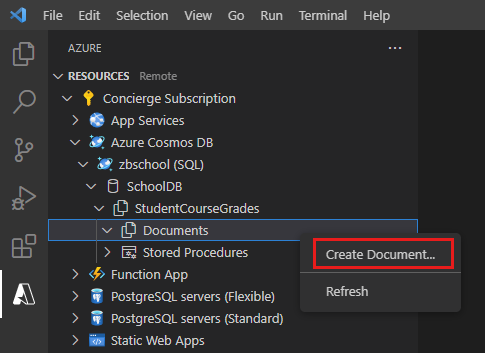 File Edit View Go Run Terminal Help
AZURE ...
RESOURCES Remote
Concierge Subscription
App Services
Azure Cosmos DB
zbschool (SQL)
SchoolDB
StudentCourseGrades
Documents
Create Document...
Stored Procedures
Function App
Refresh
PostgreSQL servers (Flexible)
PostgreSQL servers (Standard)
Static Web Apps